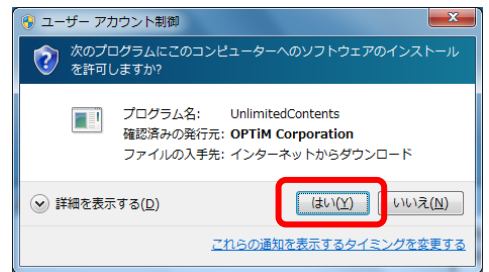 ユーザー アカウント制御
次のプログラムにこのコンピューターへのソフトウェアのインストール
を許可しますか?
プログラム名: UnlimitedContents
確認済みの発行元: OPTiM Corporation
ファイルの入手先: インターネットからダウンロード
詳細を表示する(D) はい(Y) いいえ(N)
これらの通知を表示するタイミングを変更する